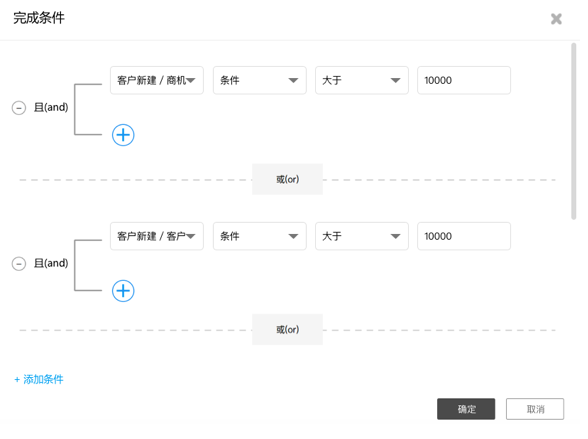 完成条件
客户新建 / 商机 条件 大于 10000
且(and)
或(or)
客户新建 / 客户 条件 大于 10000
且(and)
或(or)
+ 添加条件
确定 取消